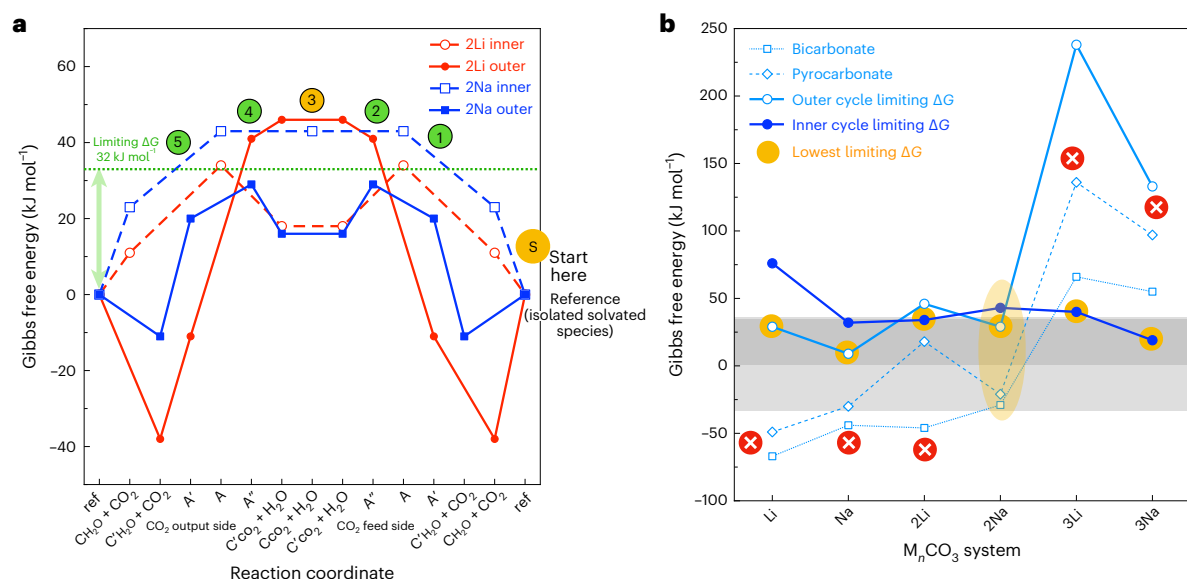 a
Gibbs free energy (kJ mol⁻¹)
60
40
20
0
−20
−40
2Li inner
2Li outer
2Na inner
2Na outer
Limiting ΔG
32 kJ mol⁻¹
5
4
3
2
1
S
Start
here
Reference
(isolated solvated
species)
ref
CH₂O + CO₂
C′H₂O + CO₂
A′
A
A″
C′co₂ + H₂O
Cco₂ + H₂O
C′co₂ + H₂O
A″
A
A′
C′H₂O + CO₂
CH₂O + CO₂
ref
CO₂ output side
CO₂ feed side
Reaction coordinate
b
Gibbs free energy (kJ mol⁻¹)
250
200
150
100
50
0
−50
−100
Bicarbonate
Pyrocarbonate
Outer cycle limiting ΔG
Inner cycle limiting ΔG
Lowest limiting ΔG
Li
Na
2Li
2Na
3Li
3Na
MₙCO₃ system